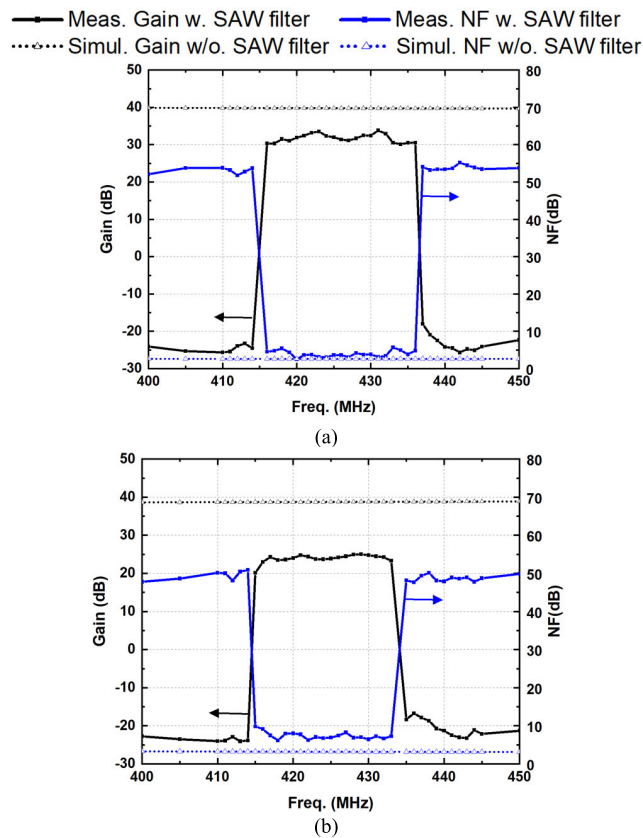 Meas. Gain w. SAW filter Meas. NF w. SAW filter
Simul. Gain w/o. SAW filter Simul. NF w/o. SAW filter
50 80
40 70
30 60
20 50
10 40
0 30
-10 20
-20 10
-30 0
Gain (dB)
NF(dB)
400 410 420 430 440 450
Freq. (MHz)
(a)
50 80
40 70
30 60
20 50
10 40
0 30
-10 20
-20 10
-30 0
Gain (dB)
NF(dB)
400 410 420 430 440 450
Freq. (MHz)
(b)